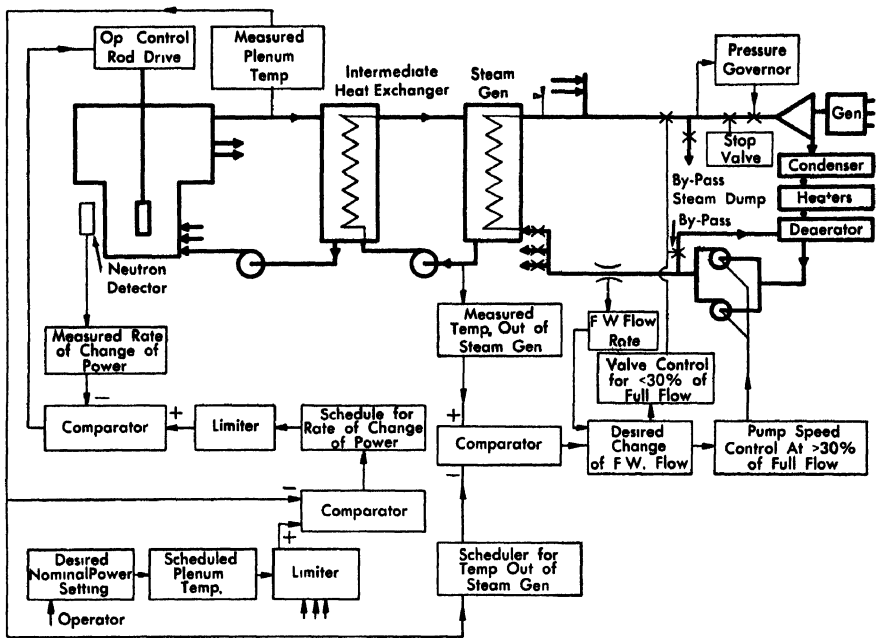 Op Control
Rod Drive
Measured
Plenum
Temp
Intermediate
Heat Exchanger
Steam
Gen
Pressure
Governor
Gen
Stop
Valve
Condenser
Heaters
Deaerator
By-Pass
Steam Dump
By-Pass
Neutron
Detector
Measured Rate
of Change of
Power
Measured
Temp, Out of
Steam Gen
F W Flow
Rate
Valve Control
for <30% of
Full Flow
−
+
Comparator
Limiter
Schedule for
Rate of Change
of Power
+
Comparator
−
Desired
Change
of F W. Flow
Pump Speed
Control At >30%
of Full Flow
−
Comparator
+
Desired
Nominal Power
Setting
Scheduled
Plenum
Temp.
Limiter
Scheduler for
Temp Out of
Steam Gen
Operator